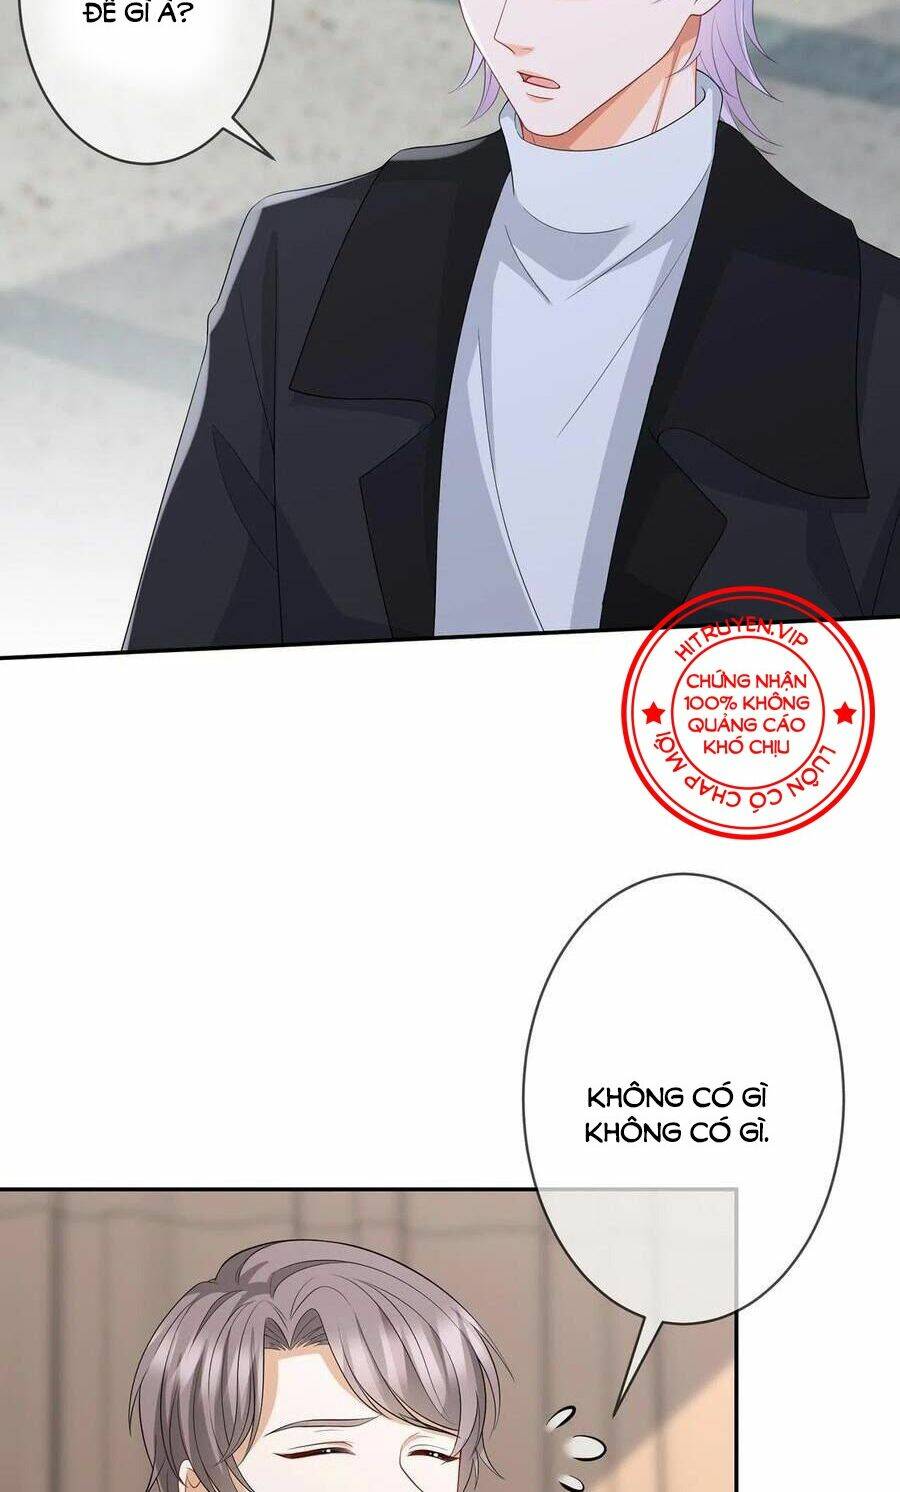 ĐỀ GÌ À?
HITRUYEN.VIP
CHỨNG NHẬN
100% KHÔNG
QUẢNG CÁO
KHÓ CHỊU
LUÔN CÓ CHAP MỚI
KHÔNG CÓ GÌ
KHÔNG CÓ GÌ.